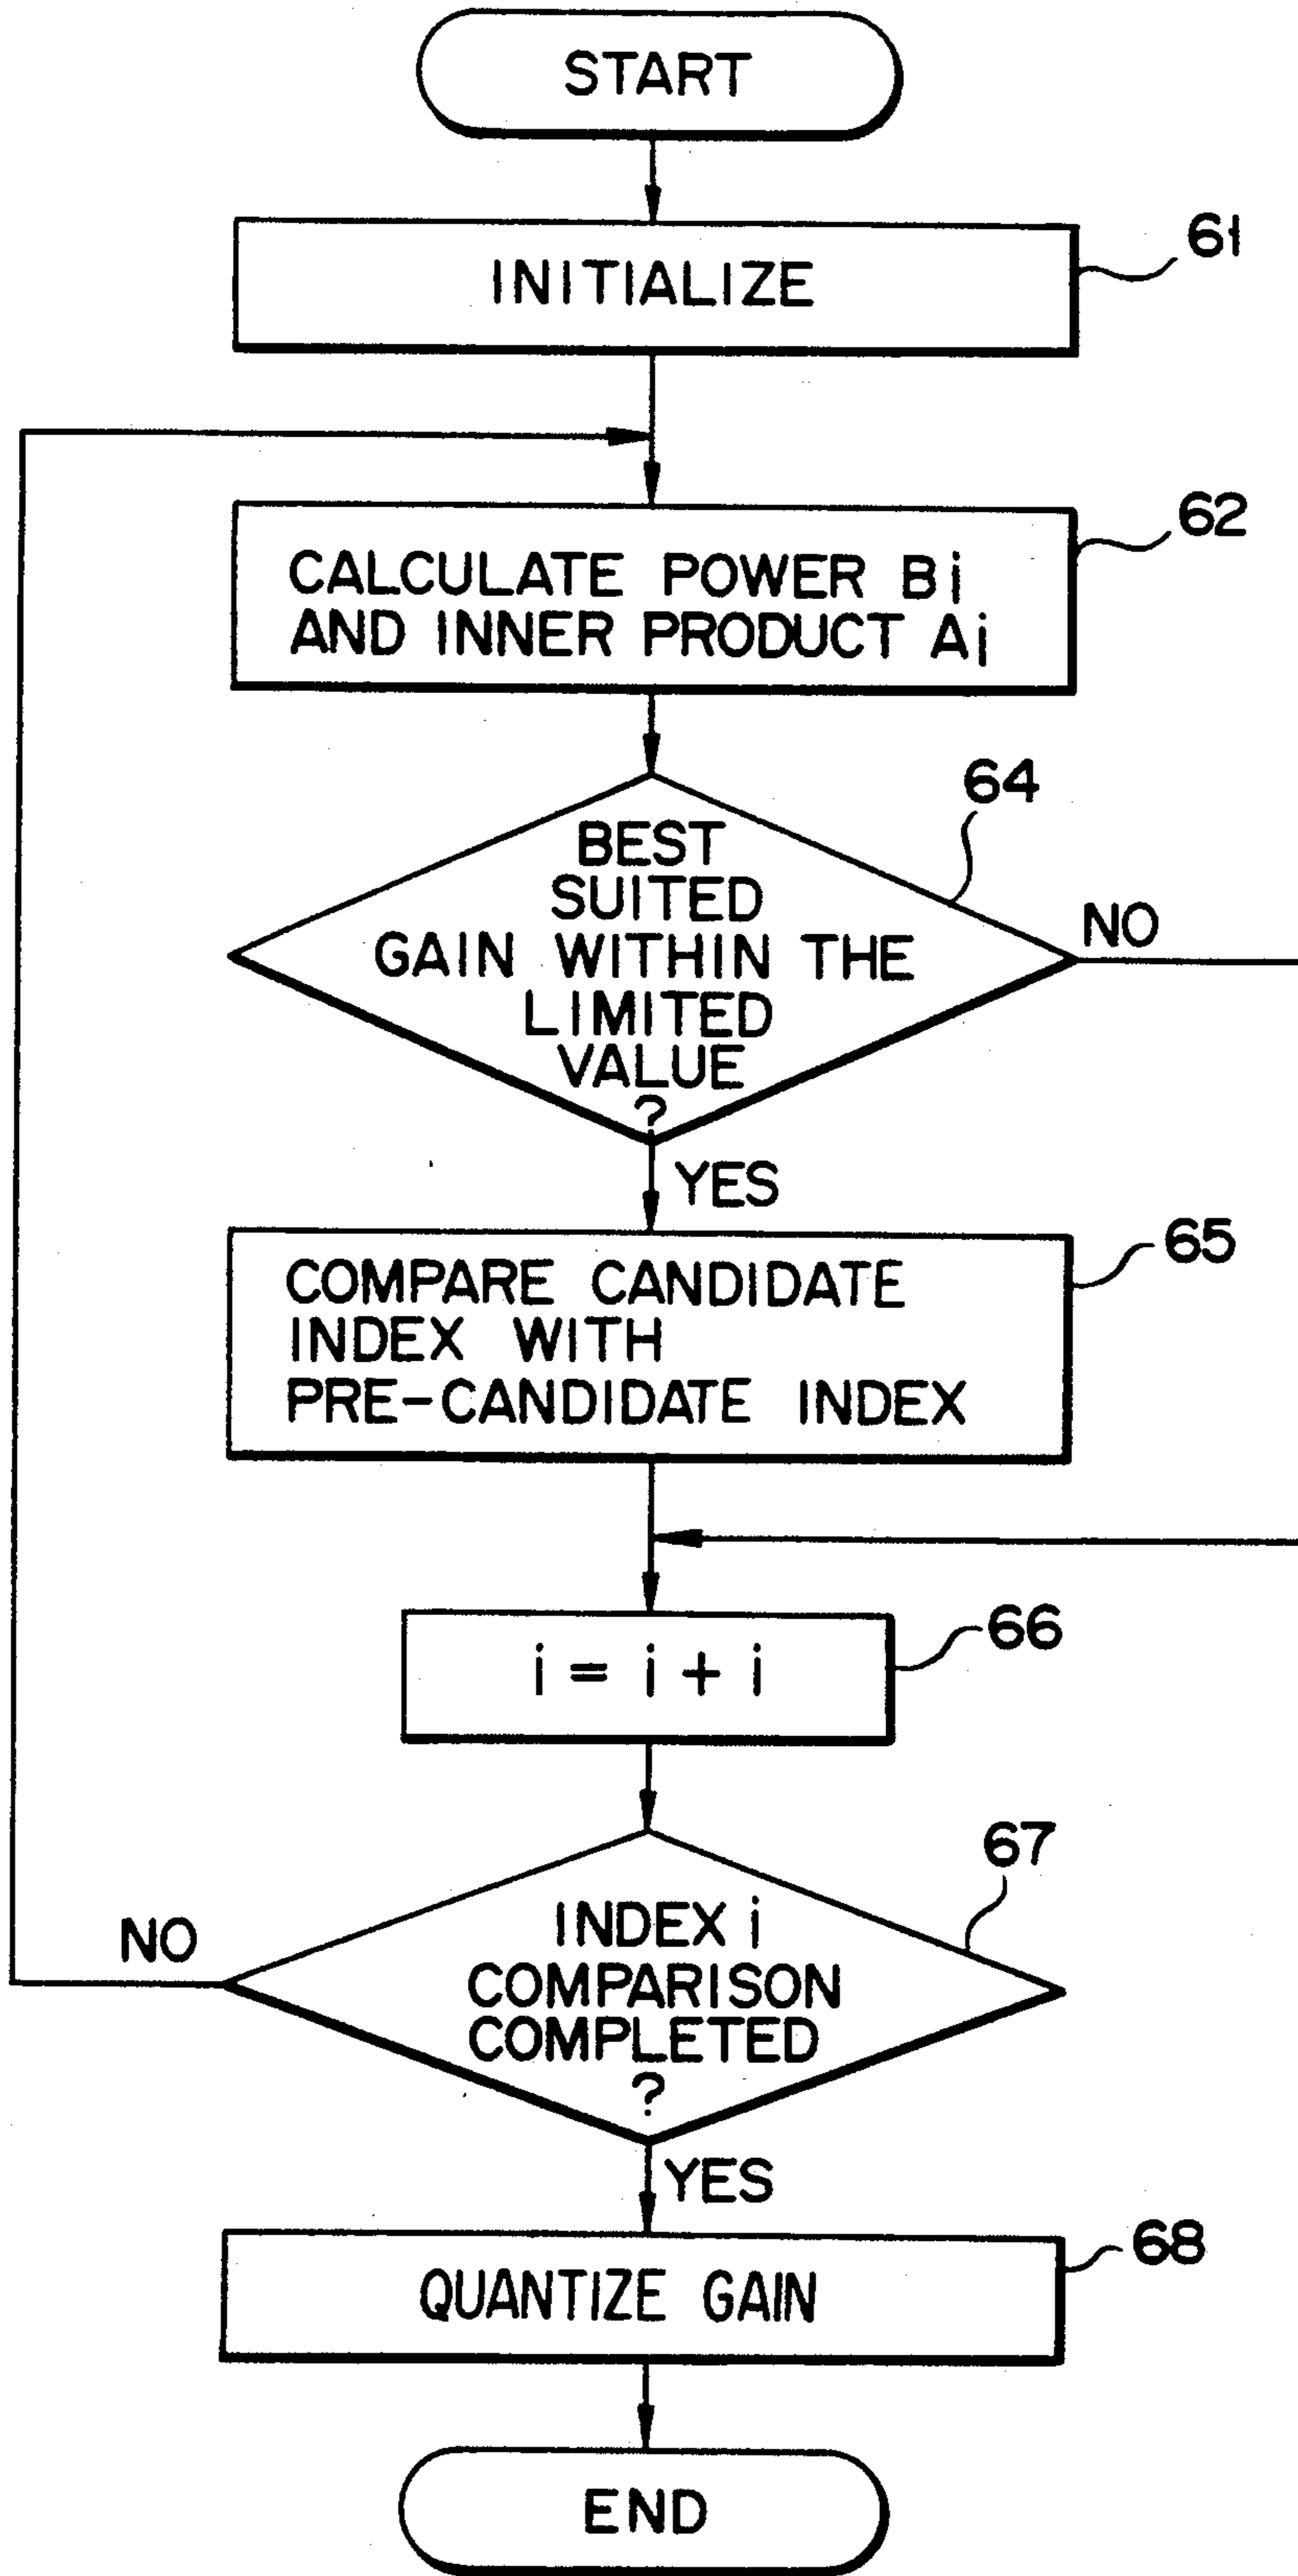 START
INITIALIZE
61
CALCULATE POWER Bi
AND INNER PRODUCT Ai
62
64
BEST
SUITED
GAIN WITHIN THE
LIMITED
VALUE
?
NO
YES
COMPARE CANDIDATE
INDEX WITH
PRE-CANDIDATE INDEX
65
i = i + i
66
67
INDEX i
COMPARISON
COMPLETED
?
NO
YES
QUANTIZE GAIN
68
END